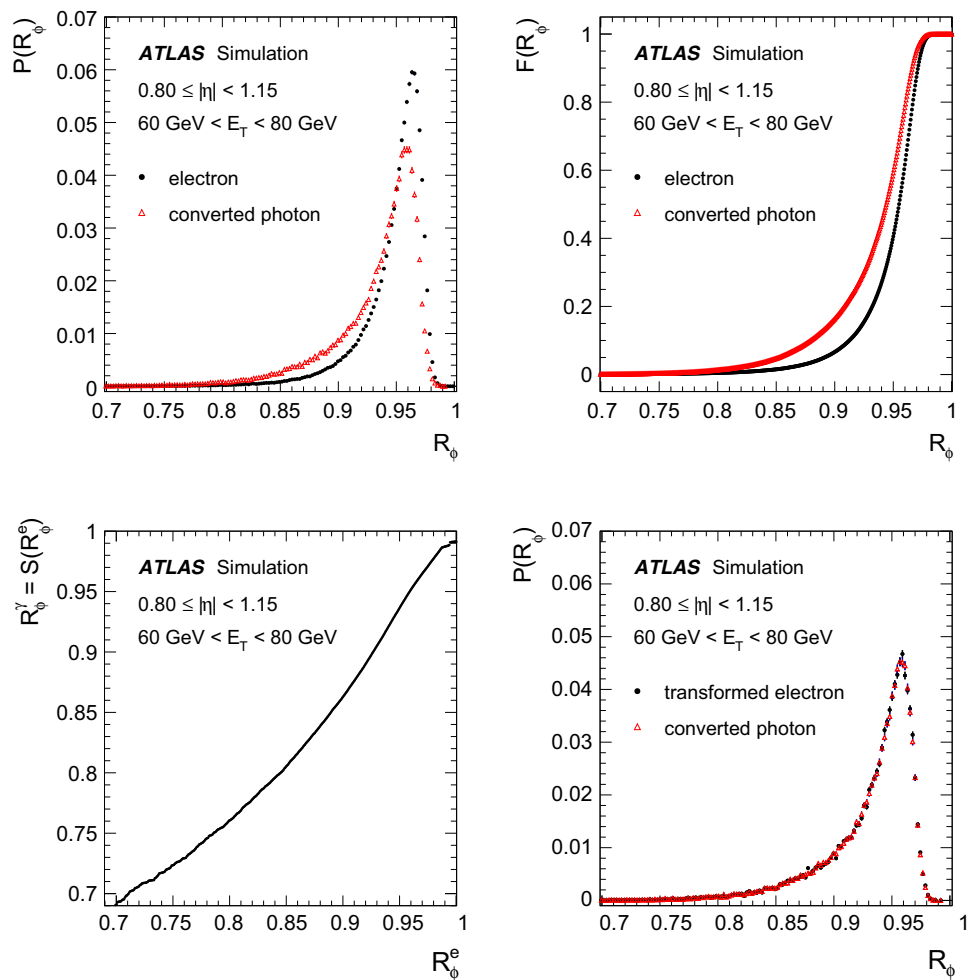 P(R_ϕ)
0.07
0.06
0.05
0.04
0.03
0.02
0.01
0
ATLAS Simulation
0.80 ≤ |η| < 1.15
60 GeV < E_T < 80 GeV
electron
converted photon
0.7 0.75 0.8 0.85 0.9 0.95 1
R_ϕ
F(R_ϕ)
1
0.8
0.6
0.4
0.2
0
ATLAS Simulation
0.80 ≤ |η| < 1.15
60 GeV < E_T < 80 GeV
electron
converted photon
0.7 0.75 0.8 0.85 0.9 0.95 1
R_ϕ
R_ϕ^γ = S(R_ϕ^e)
1
0.95
0.9
0.85
0.8
0.75
0.7
ATLAS Simulation
0.80 ≤ |η| < 1.15
60 GeV < E_T < 80 GeV
0.7 0.75 0.8 0.85 0.9 0.95 1
R_ϕ^e
P(R_ϕ)
0.07
0.06
0.05
0.04
0.03
0.02
0.01
0
ATLAS Simulation
0.80 ≤ |η| < 1.15
60 GeV < E_T < 80 GeV
transformed electron
converted photon
0.7 0.75 0.8 0.85 0.9 0.95 1
R_ϕ